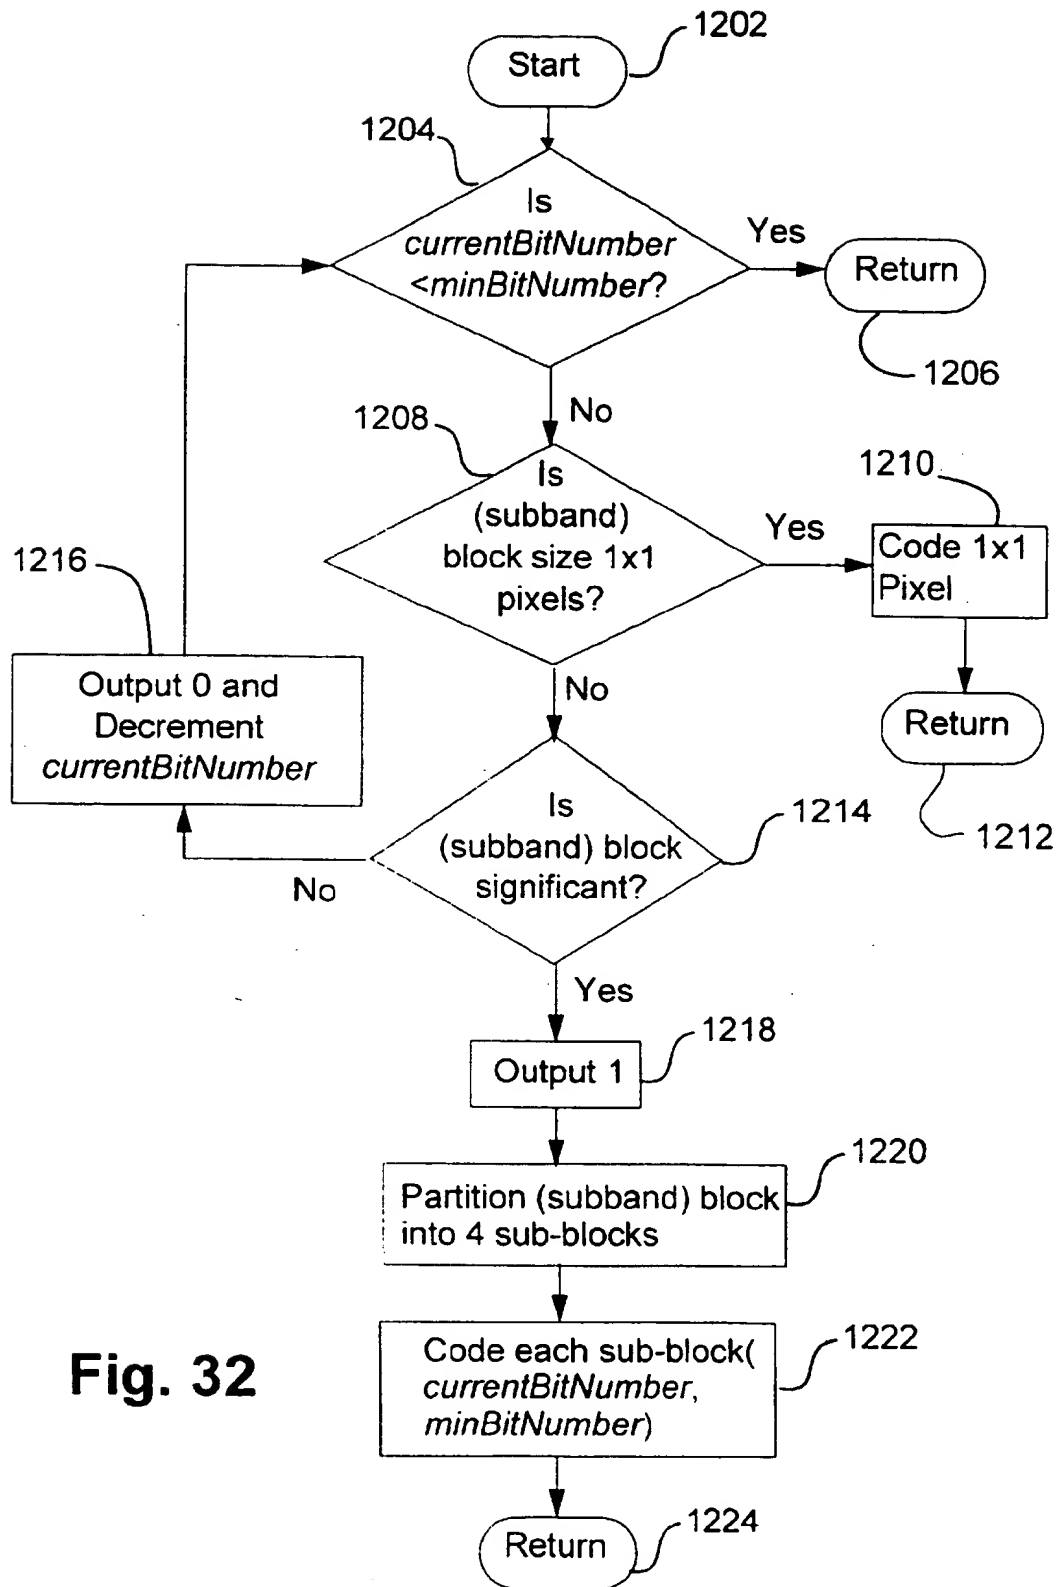 1202
Start
1204
Is
currentBitNumber
<minBitNumber?
Yes
Return
1206
No
1208
Is
(subband)
block size 1x1
pixels?
Yes
1210
Code 1x1
Pixel
1216
Output 0 and
Decrement
currentBitNumber
No
Return
1212
Is
(subband) block
significant?
1214
No
Yes
1218
Output 1
1220
Partition (subband) block
into 4 sub-blocks
1222
Code each sub-block(
currentBitNumber,
minBitNumber)
Fig. 32
1224
Return